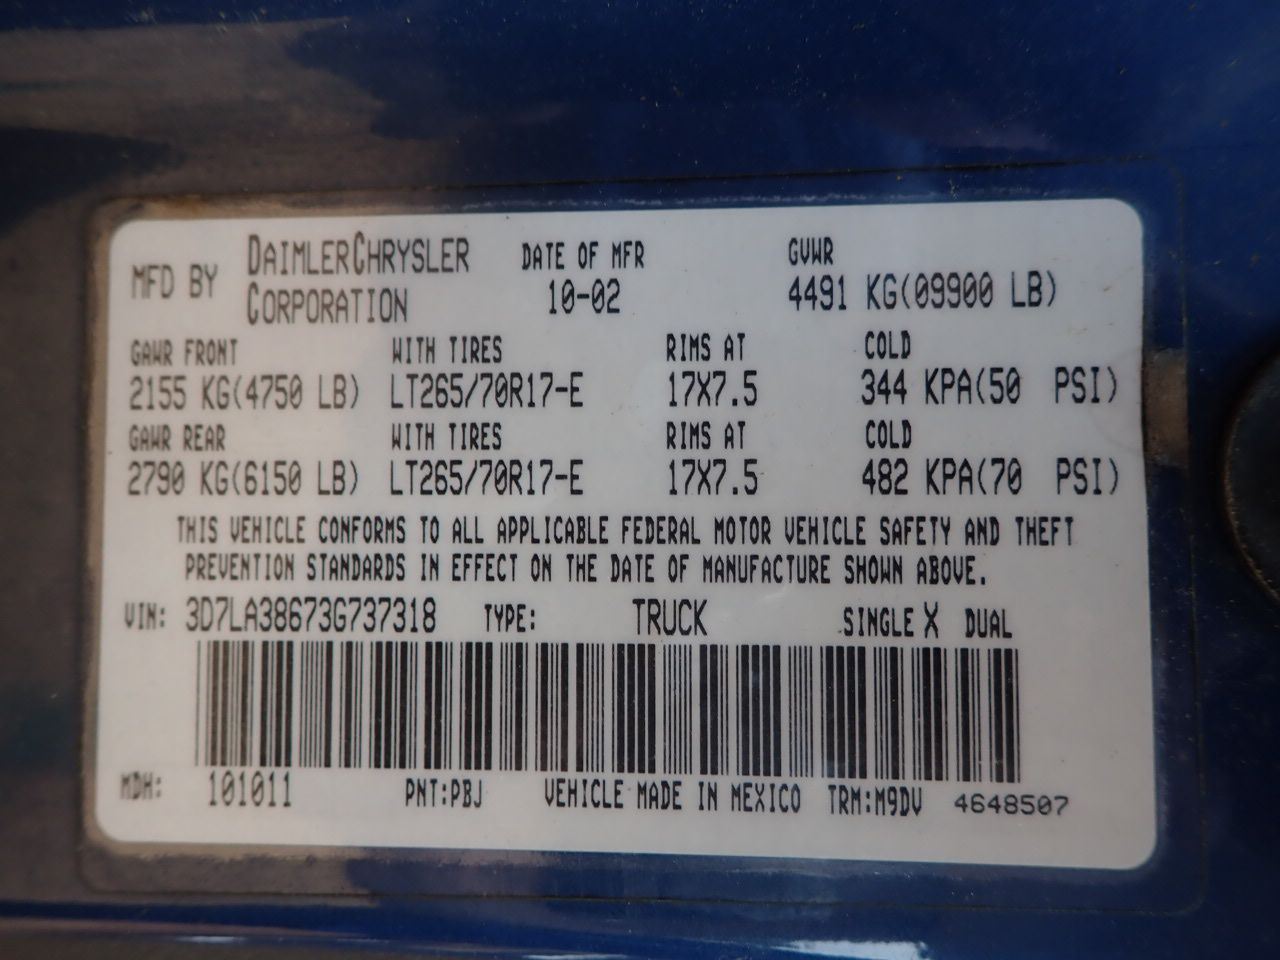 MFD BY DAIMLERCHRYSLER CORPORATION DATE OF MFR 10-02 GVWR 4491 KG(09900 LB)
GAWR FRONT WITH TIRES RIMS AT COLD
2155 KG(4750 LB) LT265/70R17-E 17X7.5 344 KPA(50 PSI)
GAWR REAR WITH TIRES RIMS AT COLD
2790 KG(6150 LB) LT265/70R17-E 17X7.5 482 KPA(70 PSI)
THIS VEHICLE CONFORMS TO ALL APPLICABLE FEDERAL MOTOR VEHICLE SAFETY AND THEFT
PREVENTION STANDARDS IN EFFECT ON THE DATE OF MANUFACTURE SHOWN ABOVE.
VIN: 3D7LA38673G737318 TYPE: TRUCK SINGLE X DUAL
MDH: 101011 PNT:PBJ VEHICLE MADE IN MEXICO TRM:M9DV 4648507